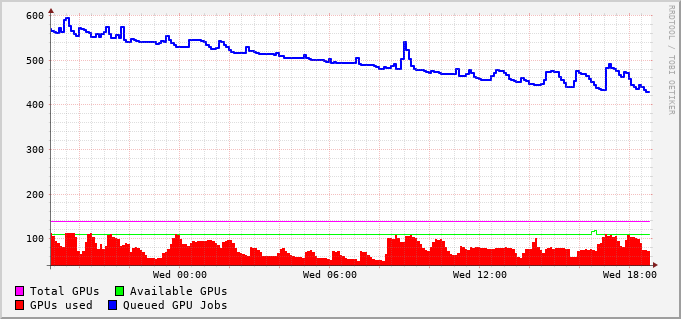 600
500
400
300
200
100
Wed 00:00 Wed 06:00 Wed 12:00 Wed 18:00
Total GPUs Available GPUs
GPUs used Queued GPU Jobs
RRDTOOL / TOBI OETIKER